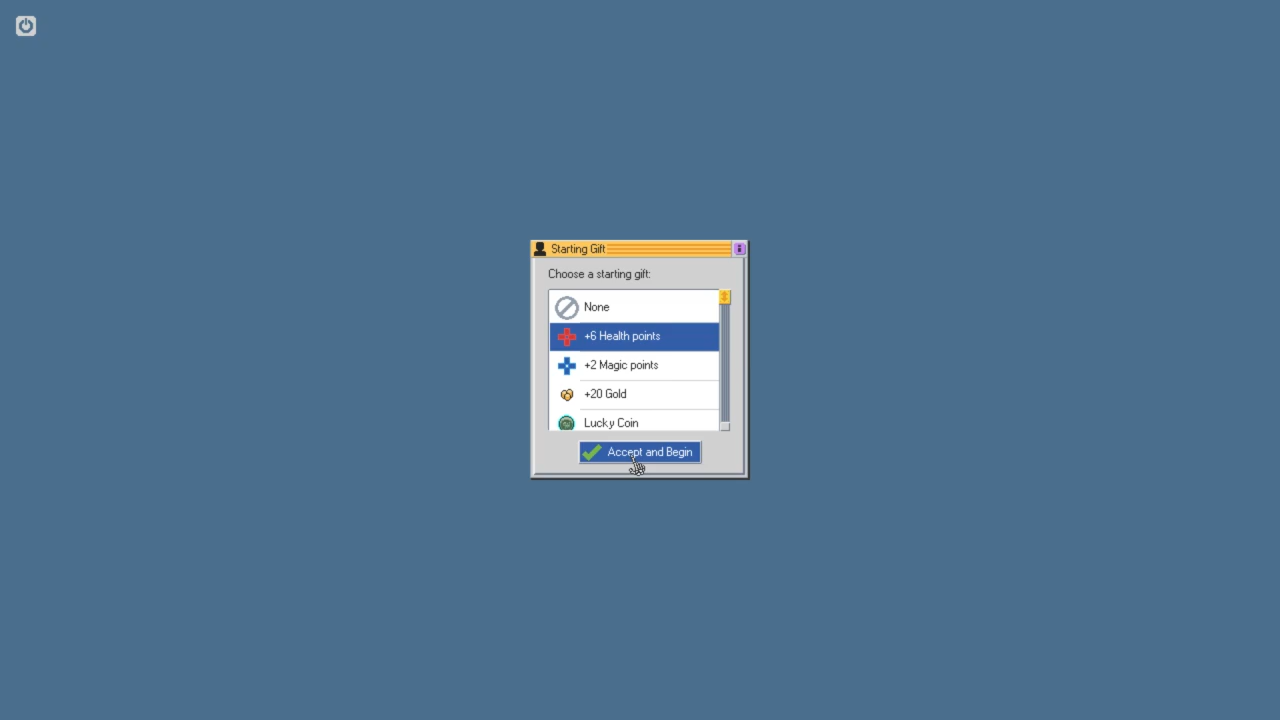 Starting Gift
Choose a starting gift:
None
+6 Health points
+2 Magic points
+20 Gold
Lucky Coin
Accept and Begin